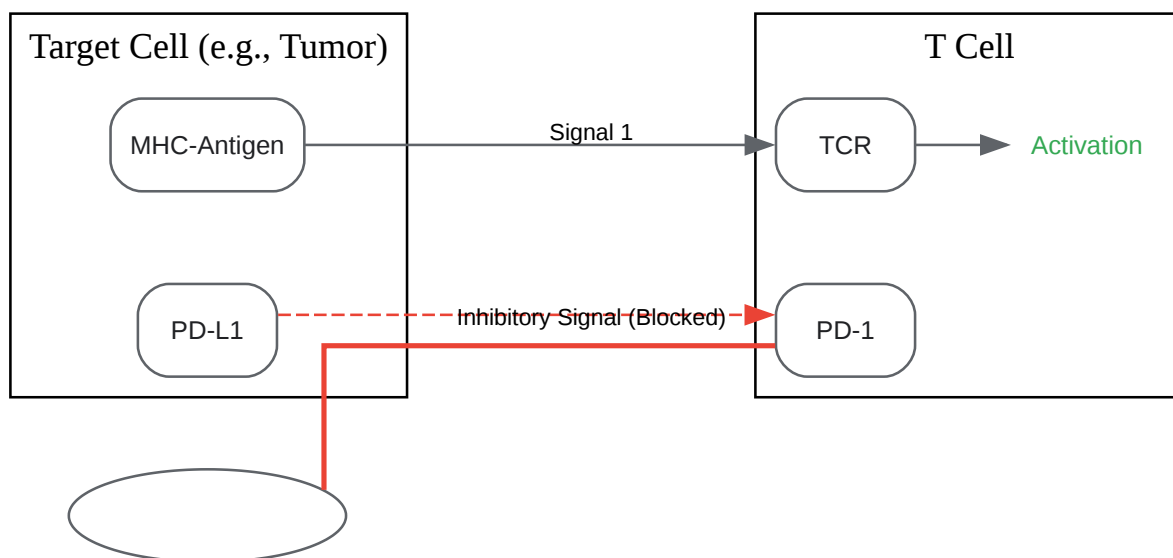 Target Cell (e.g., Tumor)
T Cell
MHC-Antigen
Signal 1
TCR
Activation
PD-L1
Inhibitory Signal (Blocked)
PD-1